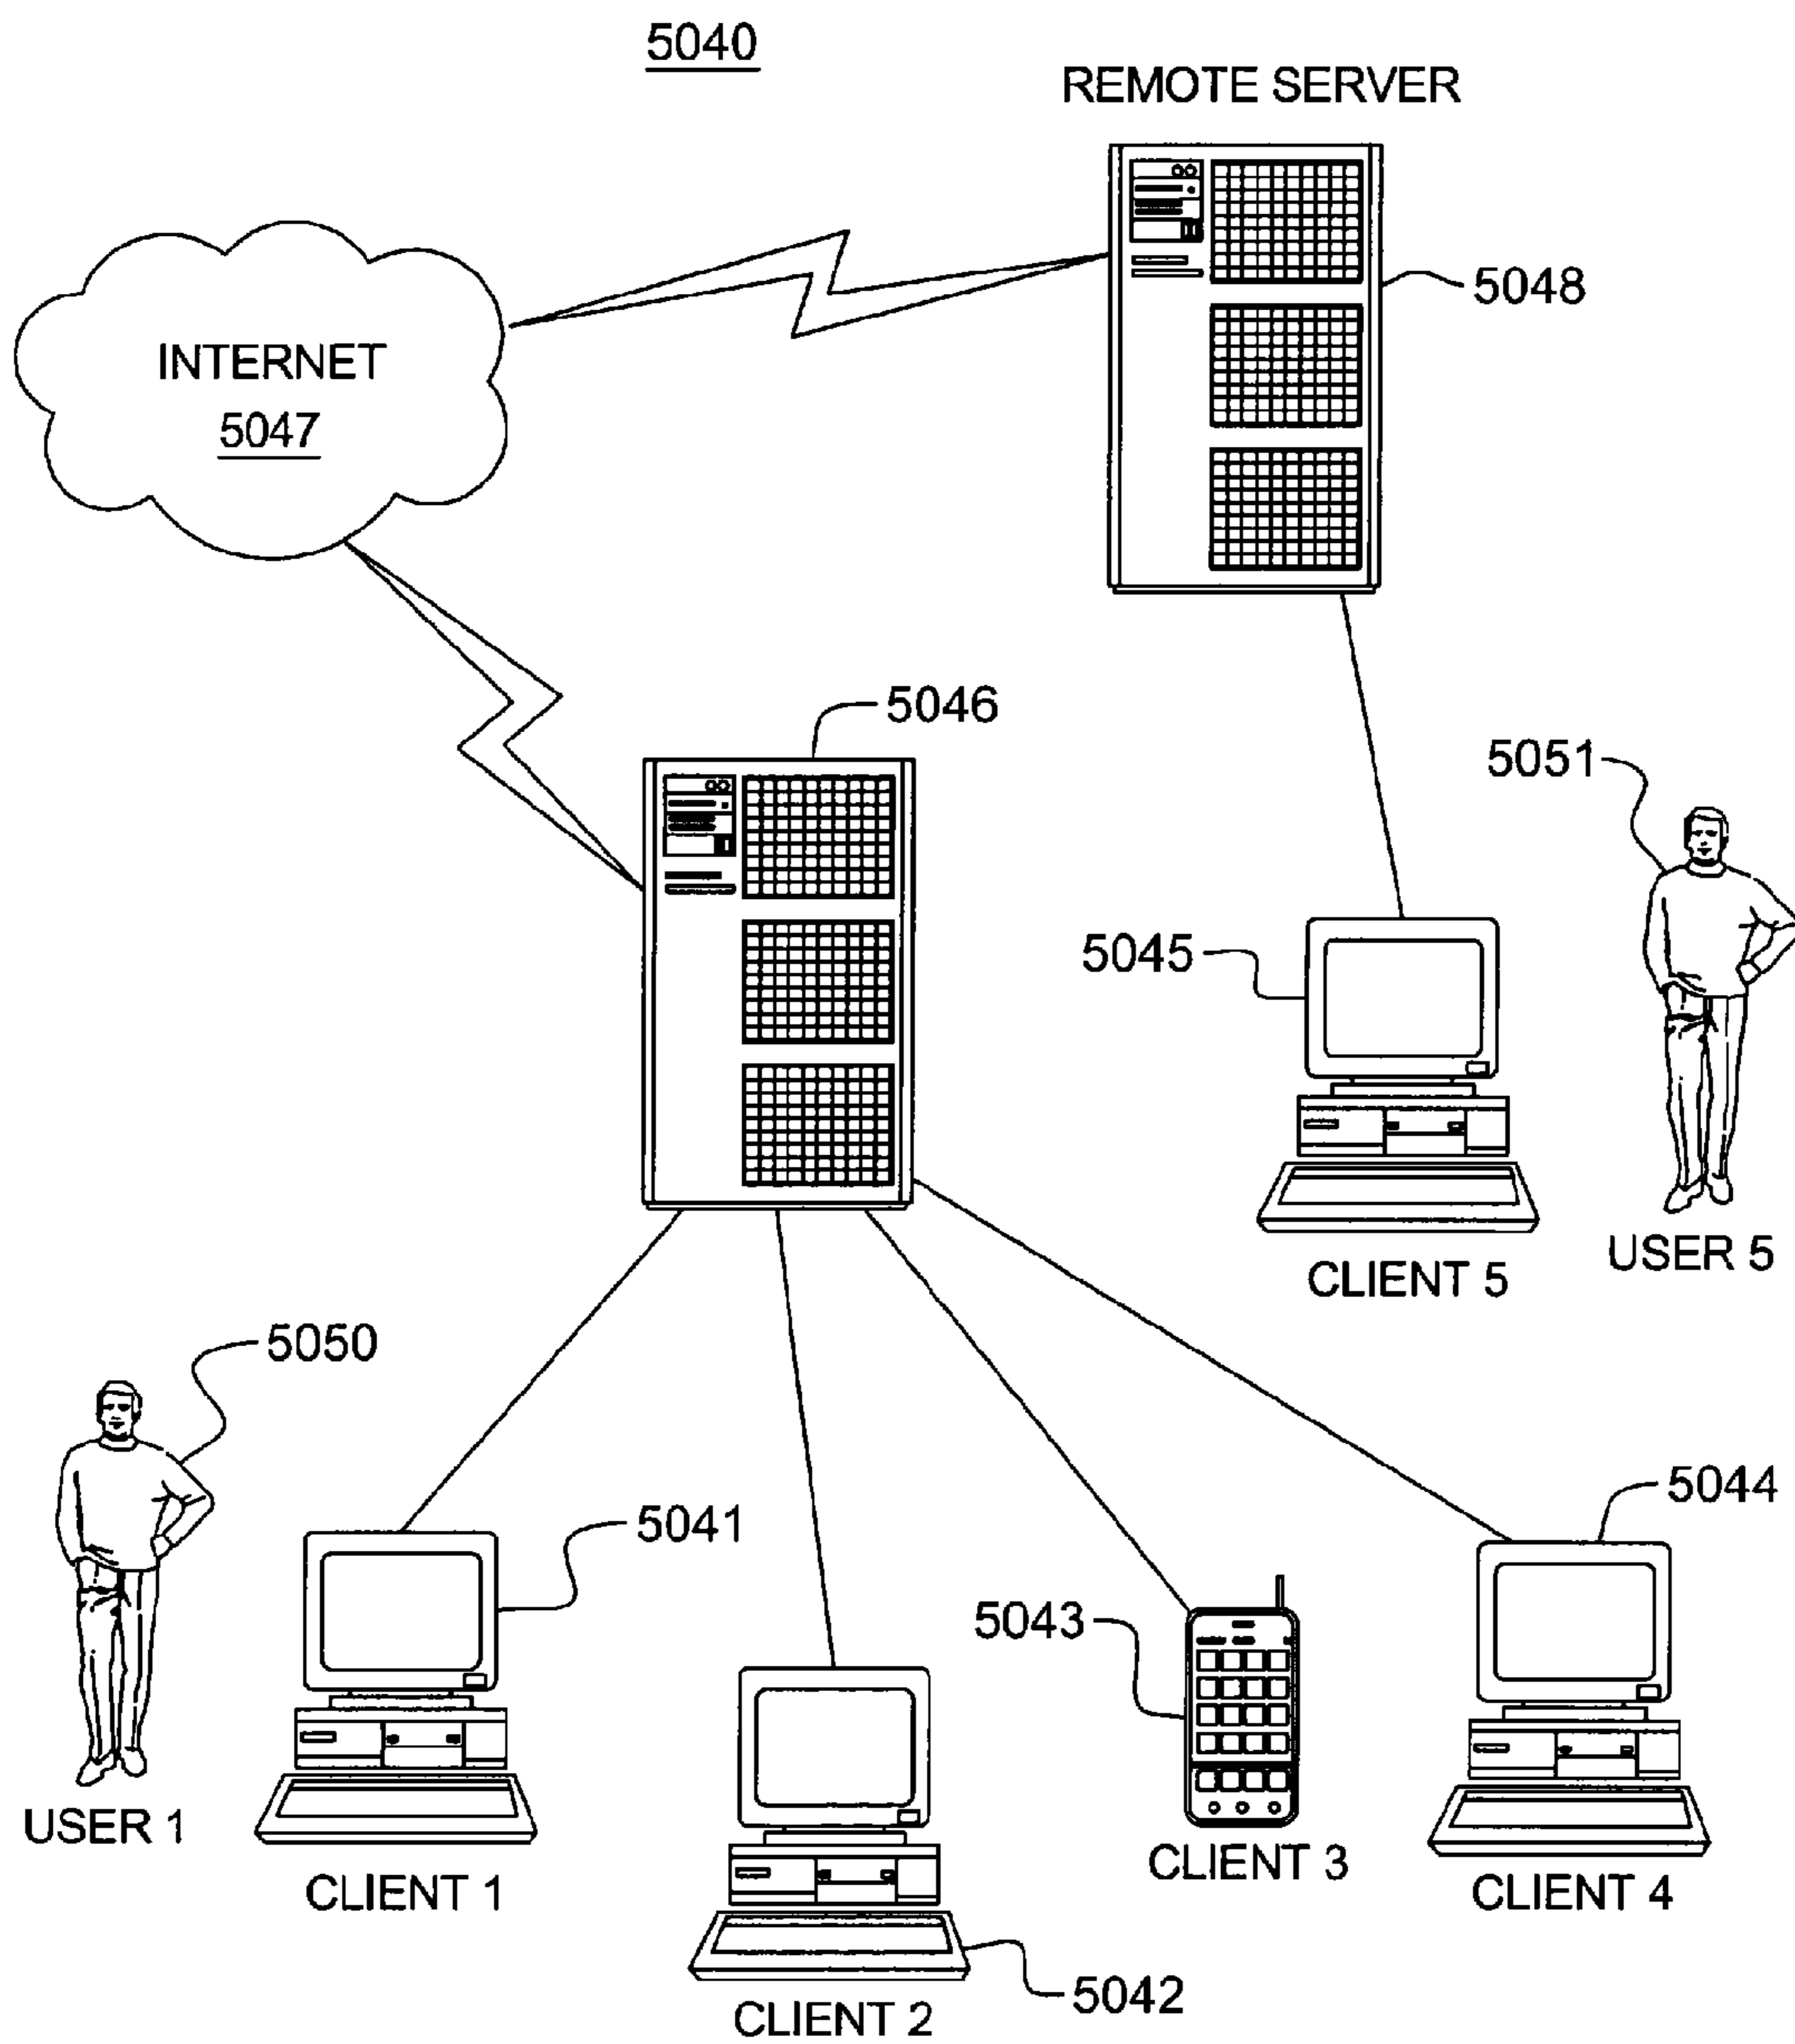 5040
REMOTE SERVER
5048
INTERNET
5047
5046
5051
5045
USER 5
CLIENT 5
5050
5044
5041
5043
USER 1
CLIENT 3
CLIENT 1
CLIENT 4
5042
CLIENT 2